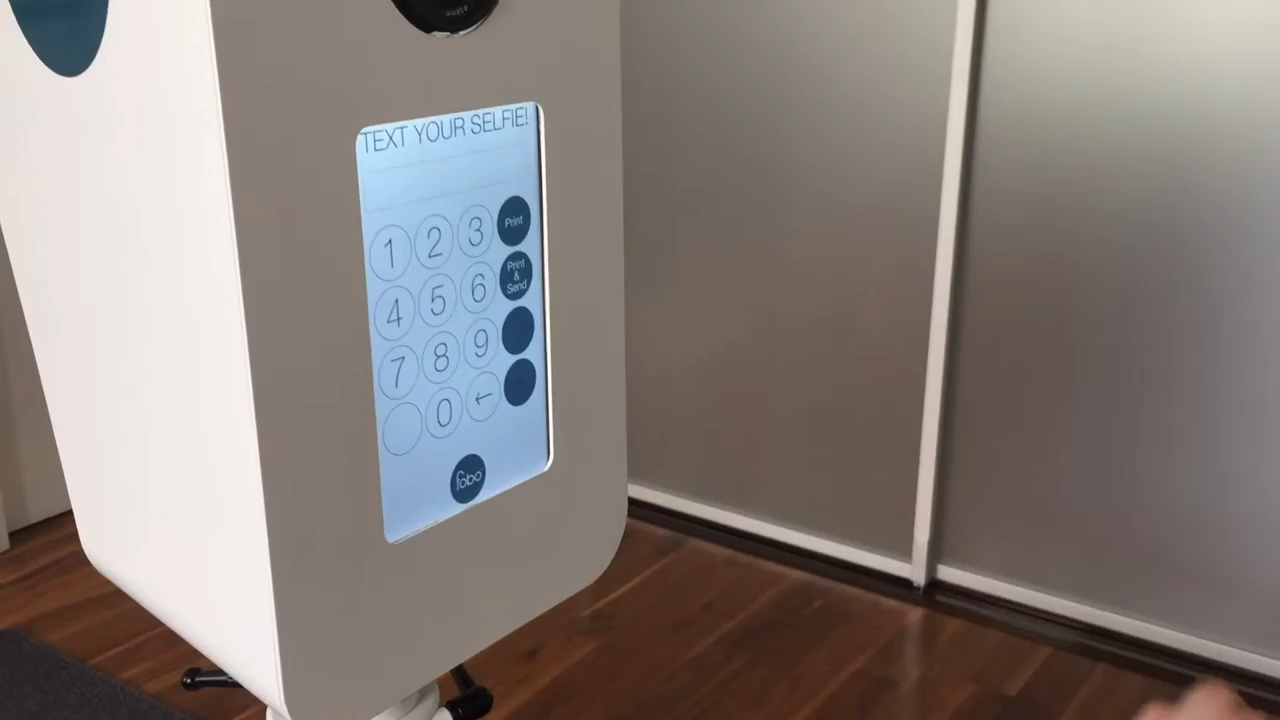 TEXT YOUR SELFIE!
1 2 3 Print
4 5 6 Print & Send
7 8 9
0 ←
fobo